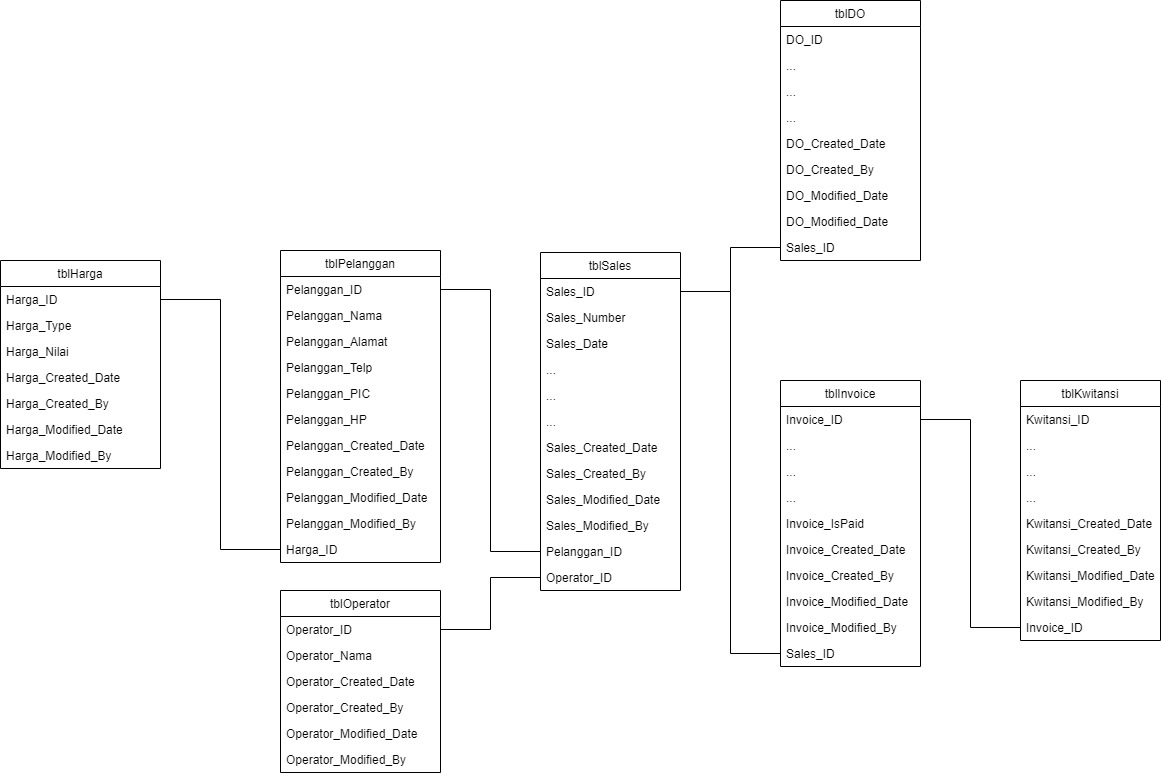 tblDO
DO_ID
...
...
...
DO_Created_Date
DO_Created_By
DO_Modified_Date
DO_Modified_Date
Sales_ID
tblHarga
Harga_ID
Harga_Type
Harga_Nilai
Harga_Created_Date
Harga_Created_By
Harga_Modified_Date
Harga_Modified_By
tblPelanggan
Pelanggan_ID
Pelanggan_Nama
Pelanggan_Alamat
Pelanggan_Telp
Pelanggan_PIC
Pelanggan_HP
Pelanggan_Created_Date
Pelanggan_Created_By
Pelanggan_Modified_Date
Pelanggan_Modified_By
Harga_ID
tblOperator
Operator_ID
Operator_Nama
Operator_Created_Date
Operator_Created_By
Operator_Modified_Date
Operator_Modified_By
tblSales
Sales_ID
Sales_Number
Sales_Date
...
...
...
Sales_Created_Date
Sales_Created_By
Sales_Modified_Date
Sales_Modified_By
Pelanggan_ID
Operator_ID
tblInvoice
Invoice_ID
...
...
...
Invoice_IsPaid
Invoice_Created_Date
Invoice_Created_By
Invoice_Modified_Date
Invoice_Modified_By
Sales_ID
tblKwitansi
Kwitansi_ID
...
...
...
Kwitansi_Created_Date
Kwitansi_Created_By
Kwitansi_Modified_Date
Kwitansi_Modified_By
Invoice_ID